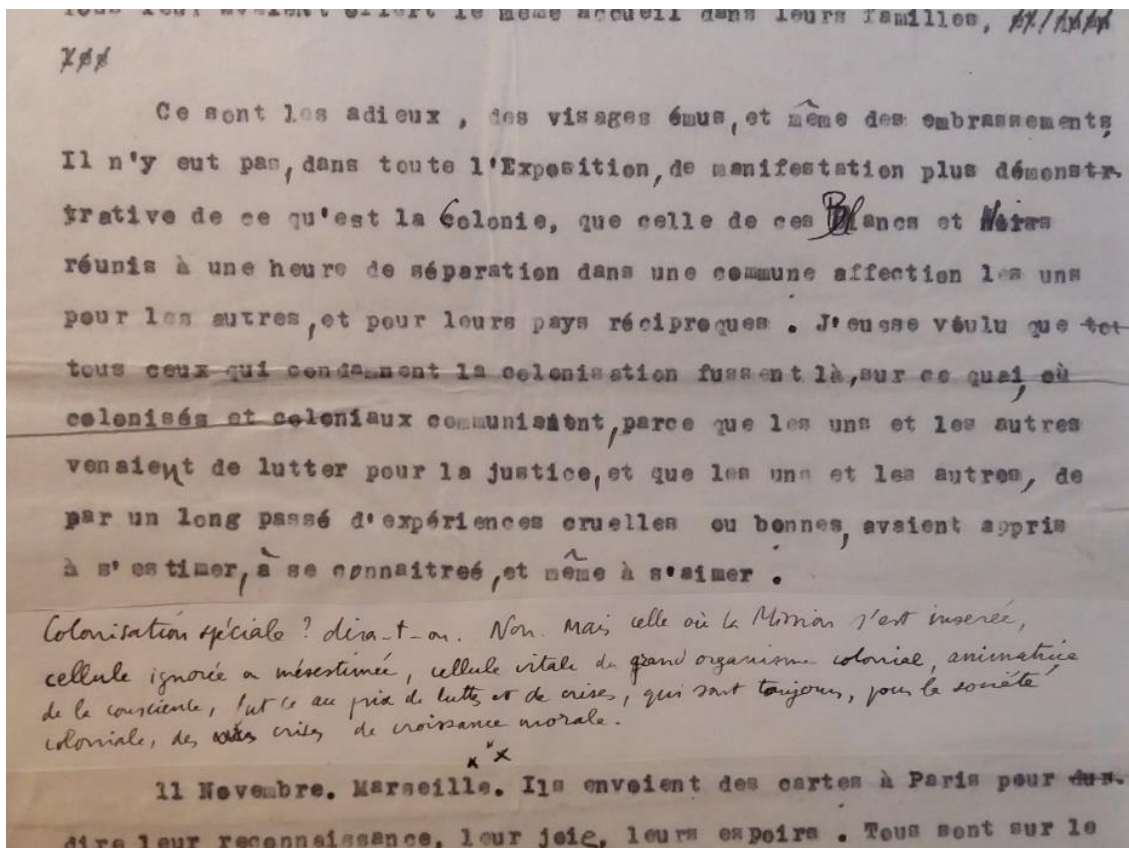 Tous leur avaient offert le même accueil dans leurs familles,
Ce sont les adieux , des visages émus, et même des embrassements
Il n'y eut pas, dans toute l'Exposition, de manifestation plus démonstr-
trative de ce qu'est la Colonie, que celle de ces Blancs et Noirs
réunis à une heure de séparation dans une commune affection les uns
pour les autres, et pour leurs pays réciproques . J'eusse voulu que tot
tous ceux qui condamnent la colonisation fussent là, sur ce quai, où
colonisés et coloniaux communiaient, parce que les uns et les autres
venaient de lutter pour la justice, et que les uns et les autres, de
par un long passé d'expériences cruelles ou bonnes, avaient appris
à s'estimer, à se connaitreé, et même à s'aimer .
Colonisation spéciale ? dira-t-on. Non. Mais celle où la Mission s'est inserée,
cellule ignorée ou mésestimée, cellule vitale du grand organisme colonial, animatrice
de la conscience, fut ce au prix de luttes et de crises, qui sont toujours, pour la société
coloniale, des crises de croissance morale.
x x x
11 Novembre. Marseille. Ils envoient des cartes à Paris pour
dire leur reconnaissance, leur joie, leurs espoirs . Tous sont sur le